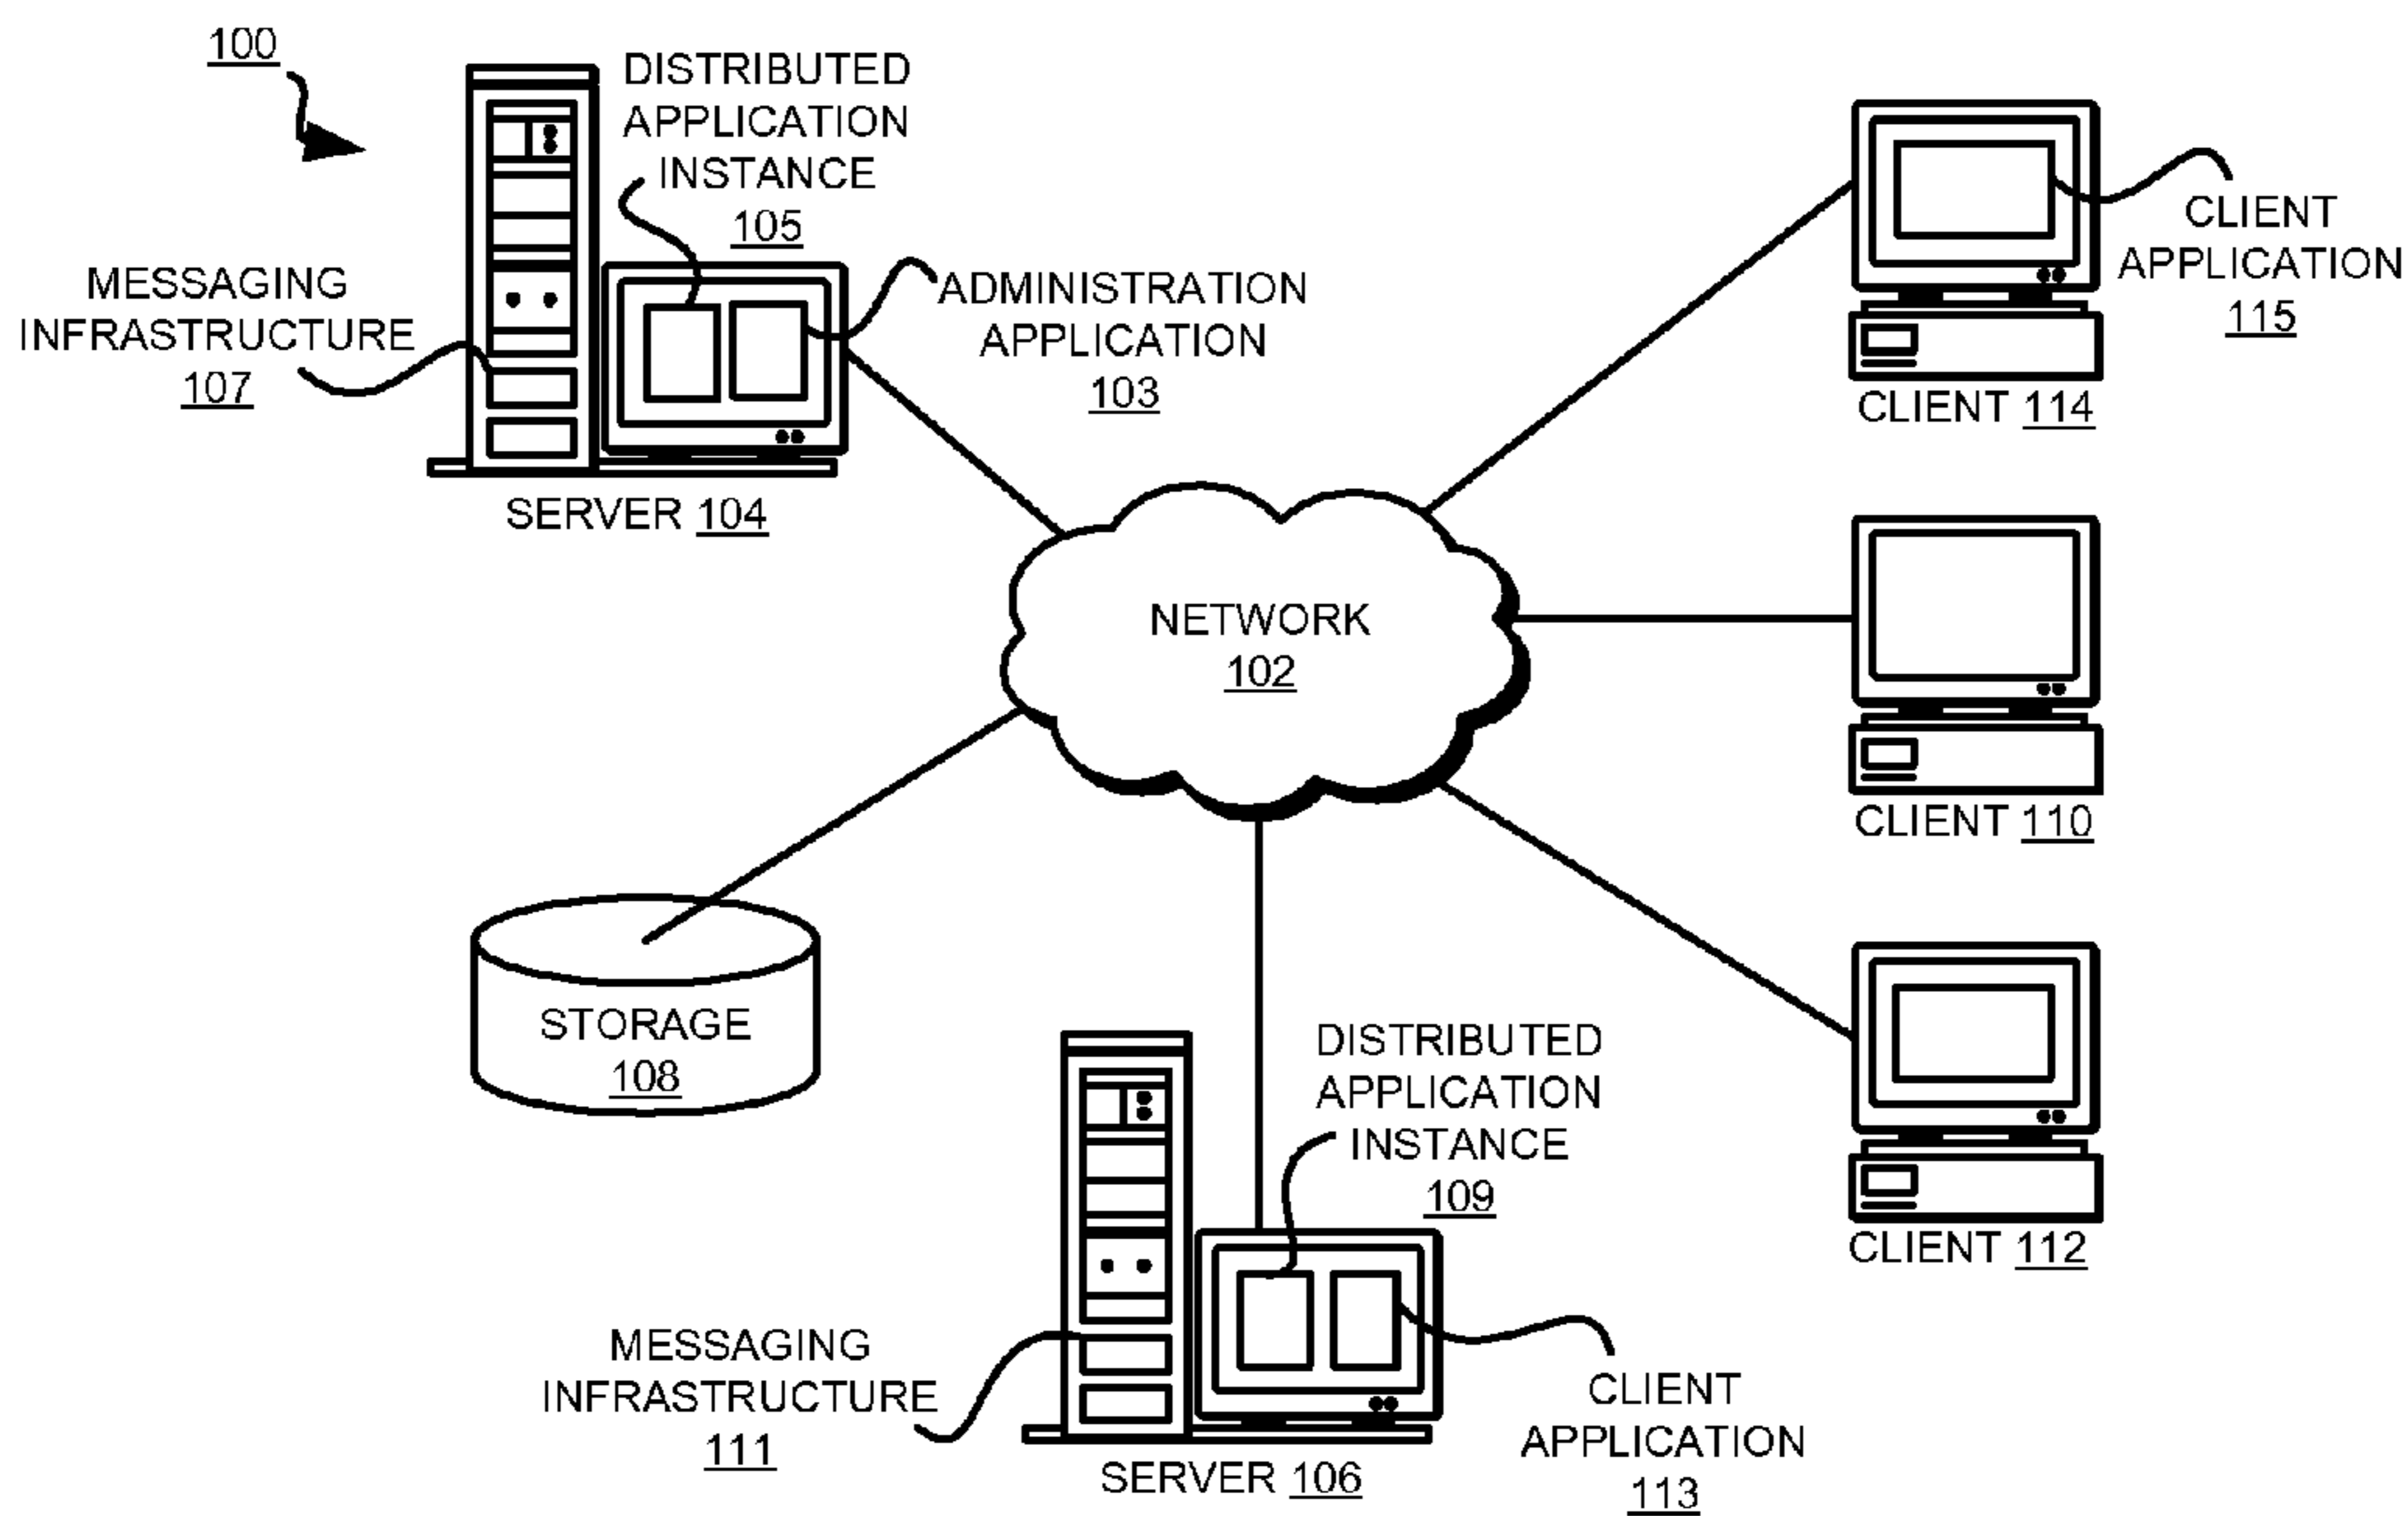 100
DISTRIBUTED
APPLICATION
INSTANCE
105
MESSAGING
INFRASTRUCTURE
107
ADMINISTRATION
APPLICATION
103
SERVER 104
CLIENT
APPLICATION
115
CLIENT 114
NETWORK
102
CLIENT 110
STORAGE
108
DISTRIBUTED
APPLICATION
INSTANCE
109
CLIENT 112
MESSAGING
INFRASTRUCTURE
111
SERVER 106
CLIENT
APPLICATION
113